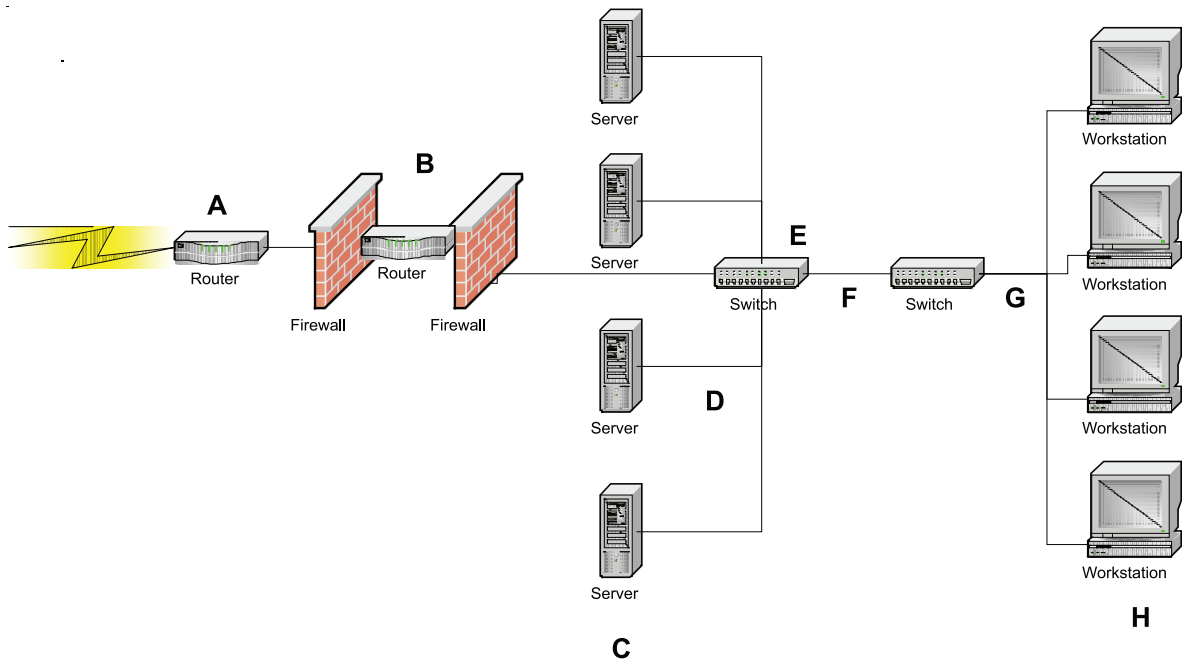 Server
Workstation
B
A
Server
E
Router
Router
Workstation
F
G
Switch
Switch
Firewall
Firewall
D
Server
Workstation
Server
Workstation
H
C